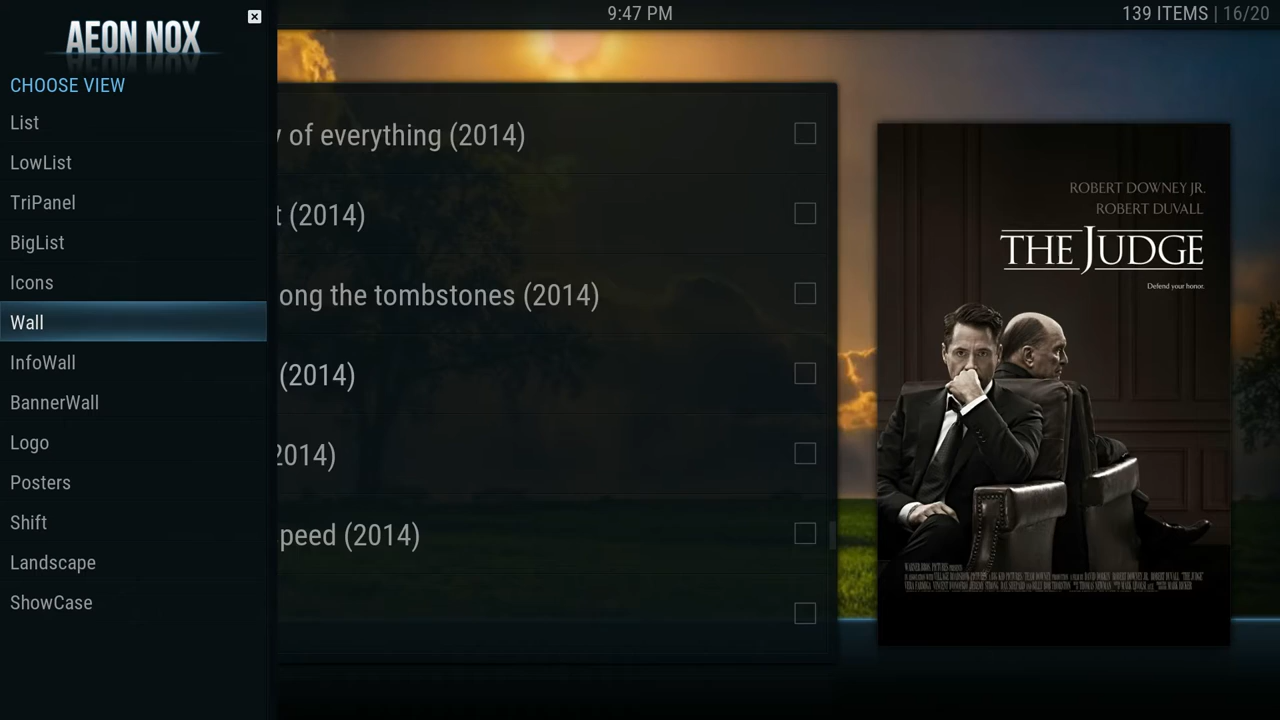 AEON NOX
9:47 PM
139 ITEMS | 16/20
CHOOSE VIEW
List
LowList
TriPanel
BigList
Icons
Wall
InfoWall
BannerWall
Logo
Posters
Shift
Landscape
ShowCase
of everything (2014)
(2014)
ong the tombstones (2014)
(2014)
2014)
peed (2014)
ROBERT DOWNEY JR.
ROBERT DUVALL
THE JUDGE
Defend your honor.